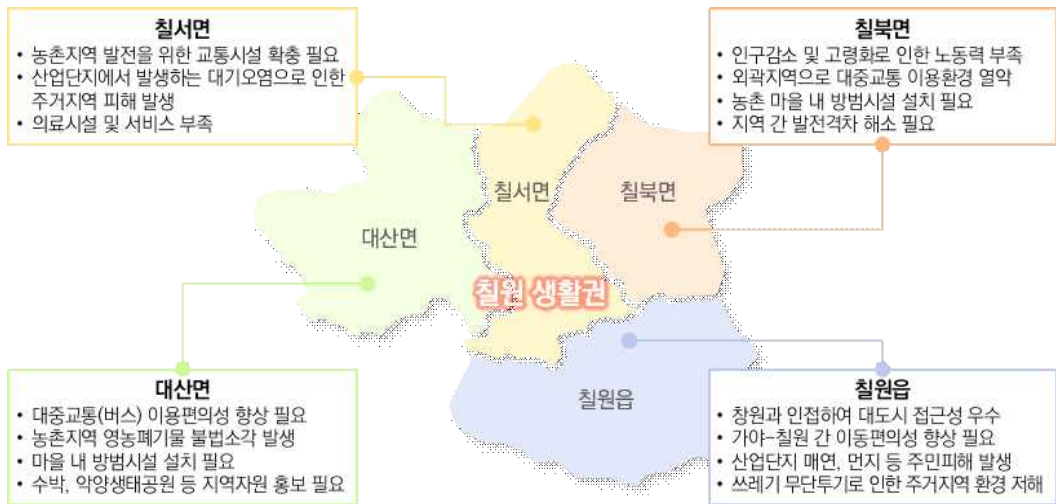 칠서면
• 농촌지역 발전을 위한 교통시설 확충 필요
• 산업단지에서 발생하는 대기오염으로 인한
주거지역 피해 발생
• 의료시설 및 서비스 부족
칠북면
• 인구감소 및 고령화로 인한 노동력 부족
• 외곽지역으로 대중교통 이용환경 열악
• 농촌 마을 내 방범시설 설치 필요
• 지역 간 발전격차 해소 필요
칠서면
칠북면
대산면
칠원 생활권
칠원읍
대산면
• 대중교통(버스) 이용편의성 향상 필요
• 농촌지역 영농폐기물 불법소각 발생
• 마을 내 방범시설 설치 필요
• 수박, 악양생태공원 등 지역자원 홍보 필요
칠원읍
• 창원과 인접하여 대도시 접근성 우수
• 가야-칠원 간 이동편의성 향상 필요
• 산업단지 매연, 먼지 등 주민피해 발생
• 쓰레기 무단투기로 인한 주거지역 환경 저해